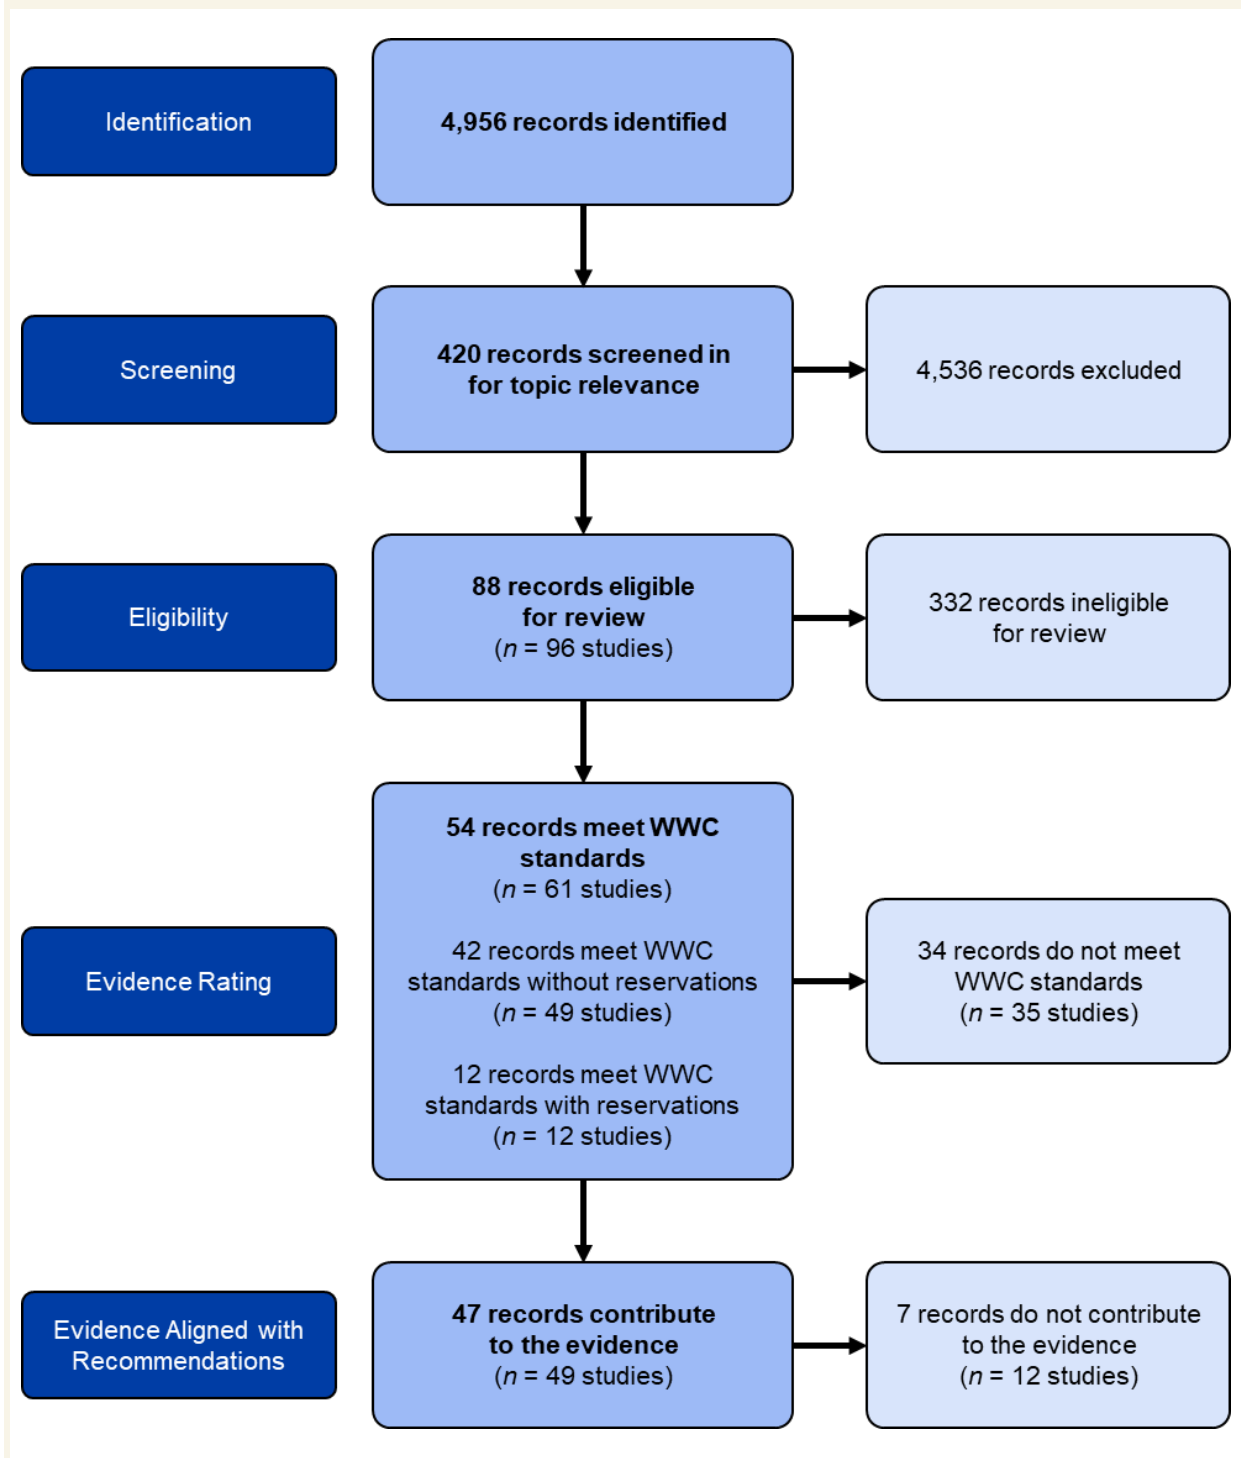 Identification
4,956 records identified
Screening
420 records screened in
for topic relevance
4,536 records excluded
Eligibility
88 records eligible
for review
(n = 96 studies)
332 records ineligible
for review
Evidence Rating
54 records meet WWC
standards
(n = 61 studies)
42 records meet WWC
standards without reservations
(n = 49 studies)
12 records meet WWC
standards with reservations
(n = 12 studies)
34 records do not meet
WWC standards
(n = 35 studies)
Evidence Aligned with
Recommendations
47 records contribute
to the evidence
(n = 49 studies)
7 records do not contribute
to the evidence
(n = 12 studies)